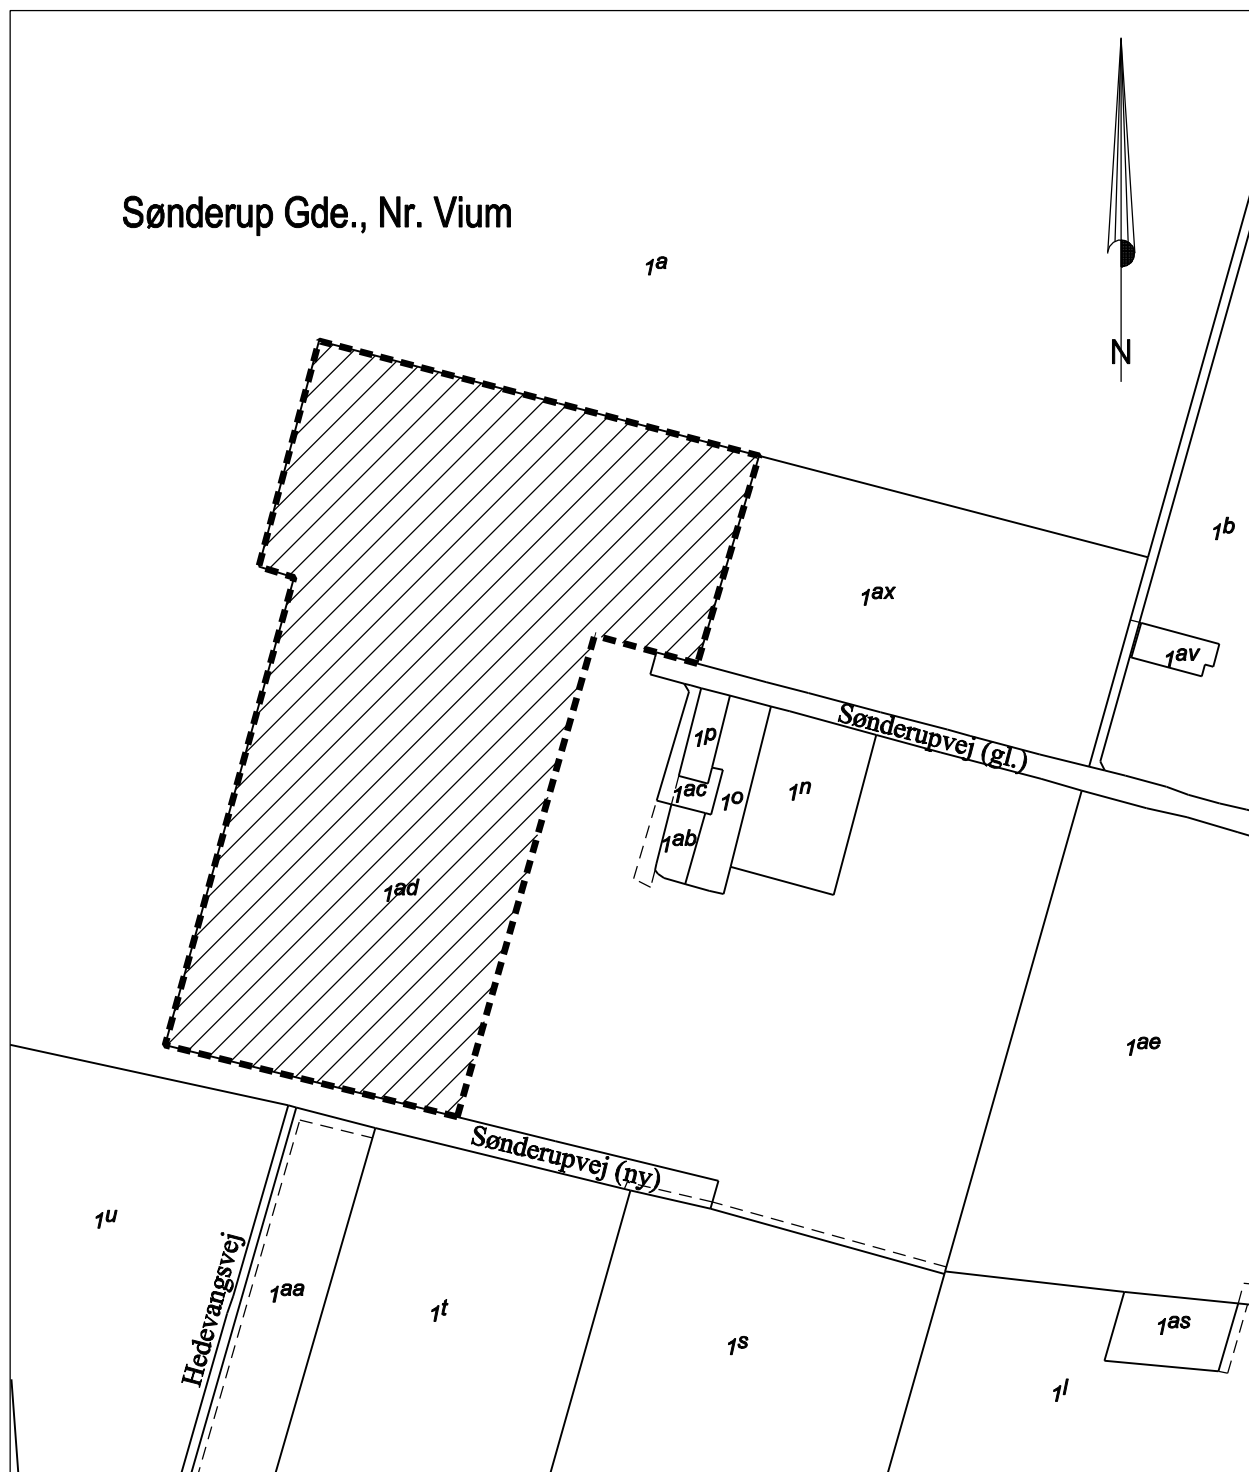 Sønderup Gde., Nr. Vium
1a
N
1b
1ax
1av
Sønderupvej (gl.)
1p
1ac
1o
1n
1ab
1ad
1ae
Sønderupvej (ny)
1u
Hedevangsvej
1aa
1t
1s
1as
1l